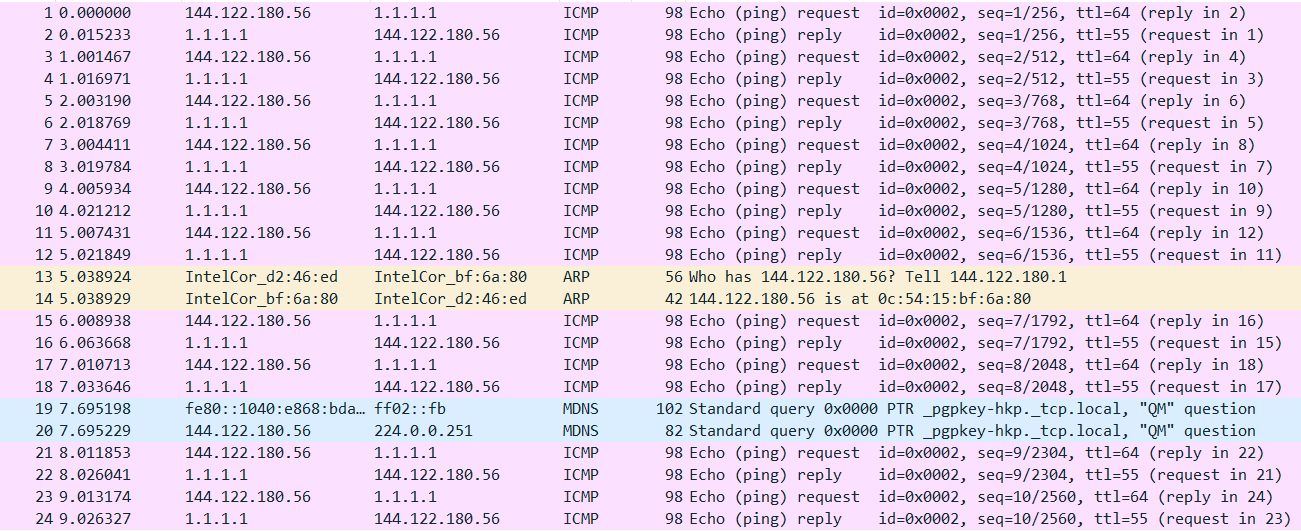 1 0.000000 144.122.180.56 1.1.1.1 ICMP 98 Echo (ping) request id=0x0002, seq=1/256, ttl=64 (reply in 2)
2 0.015233 1.1.1.1 144.122.180.56 ICMP 98 Echo (ping) reply id=0x0002, seq=1/256, ttl=55 (request in 1)
3 1.001467 144.122.180.56 1.1.1.1 ICMP 98 Echo (ping) request id=0x0002, seq=2/512, ttl=64 (reply in 4)
4 1.016971 1.1.1.1 144.122.180.56 ICMP 98 Echo (ping) reply id=0x0002, seq=2/512, ttl=55 (request in 3)
5 2.003190 144.122.180.56 1.1.1.1 ICMP 98 Echo (ping) request id=0x0002, seq=3/768, ttl=64 (reply in 6)
6 2.018769 1.1.1.1 144.122.180.56 ICMP 98 Echo (ping) reply id=0x0002, seq=3/768, ttl=55 (request in 5)
7 3.004411 144.122.180.56 1.1.1.1 ICMP 98 Echo (ping) request id=0x0002, seq=4/1024, ttl=64 (reply in 8)
8 3.019784 1.1.1.1 144.122.180.56 ICMP 98 Echo (ping) reply id=0x0002, seq=4/1024, ttl=55 (request in 7)
9 4.005934 144.122.180.56 1.1.1.1 ICMP 98 Echo (ping) request id=0x0002, seq=5/1280, ttl=64 (reply in 10)
10 4.021212 1.1.1.1 144.122.180.56 ICMP 98 Echo (ping) reply id=0x0002, seq=5/1280, ttl=55 (request in 9)
11 5.007431 144.122.180.56 1.1.1.1 ICMP 98 Echo (ping) request id=0x0002, seq=6/1536, ttl=64 (reply in 12)
12 5.021849 1.1.1.1 144.122.180.56 ICMP 98 Echo (ping) reply id=0x0002, seq=6/1536, ttl=55 (request in 11)
13 5.038924 IntelCor_d2:46:ed IntelCor_bf:6a:80 ARP 56 Who has 144.122.180.56? Tell 144.122.180.1
14 5.038929 IntelCor_bf:6a:80 IntelCor_d2:46:ed ARP 42 144.122.180.56 is at 0c:54:15:bf:6a:80
15 6.008938 144.122.180.56 1.1.1.1 ICMP 98 Echo (ping) request id=0x0002, seq=7/1792, ttl=64 (reply in 16)
16 6.063668 1.1.1.1 144.122.180.56 ICMP 98 Echo (ping) reply id=0x0002, seq=7/1792, ttl=55 (request in 15)
17 7.010713 144.122.180.56 1.1.1.1 ICMP 98 Echo (ping) request id=0x0002, seq=8/2048, ttl=64 (reply in 18)
18 7.033646 1.1.1.1 144.122.180.56 ICMP 98 Echo (ping) reply id=0x0002, seq=8/2048, ttl=55 (request in 17)
19 7.695198 fe80::1040:e868:bda… ff02::fb MDNS 102 Standard query 0x0000 PTR _pgpkey-hkp._tcp.local, "QM" question
20 7.695229 144.122.180.56 224.0.0.251 MDNS 82 Standard query 0x0000 PTR _pgpkey-hkp._tcp.local, "QM" question
21 8.011853 144.122.180.56 1.1.1.1 ICMP 98 Echo (ping) request id=0x0002, seq=9/2304, ttl=64 (reply in 22)
22 8.026041 1.1.1.1 144.122.180.56 ICMP 98 Echo (ping) reply id=0x0002, seq=9/2304, ttl=55 (request in 21)
23 9.013174 144.122.180.56 1.1.1.1 ICMP 98 Echo (ping) request id=0x0002, seq=10/2560, ttl=64 (reply in 24)
24 9.026327 1.1.1.1 144.122.180.56 ICMP 98 Echo (ping) reply id=0x0002, seq=10/2560, ttl=55 (request in 23)